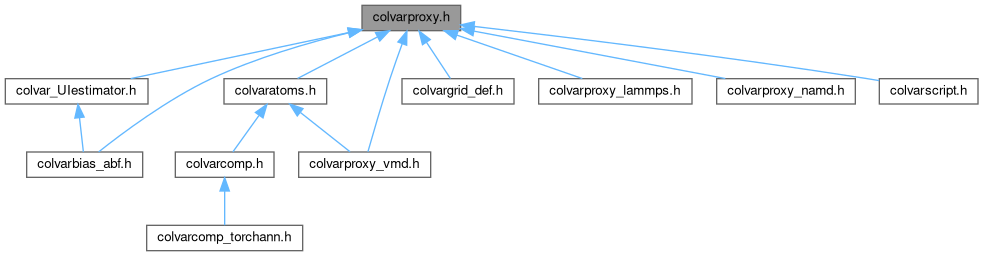 colvarproxy.h
colvar_UIestimator.h
colvaratoms.h
colvargrid_def.h
colvarproxy_lammps.h
colvarproxy_namd.h
colvarscript.h
colvarbias_abf.h
colvarcomp.h
colvarproxy_vmd.h
colvarcomp_torchann.h